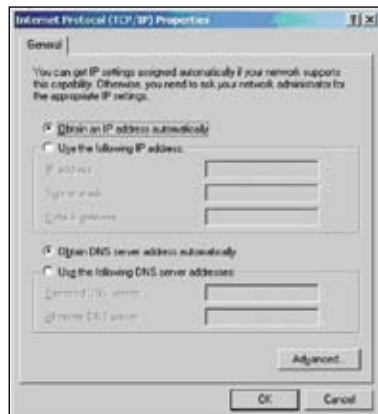 Internet Protocol (TCP/IP) Properties
General
You can get IP settings assigned automatically if your network supports
this capability. Otherwise, you need to ask your network administrator for
the appropriate IP settings.
Obtain an IP address automatically
Use the following IP address:
IP address
Subnet mask
Default gateway
Obtain DNS server address automatically
Use the following DNS server addresses:
Preferred DNS server
Alternate DNS server
Advanced...
OK
Cancel